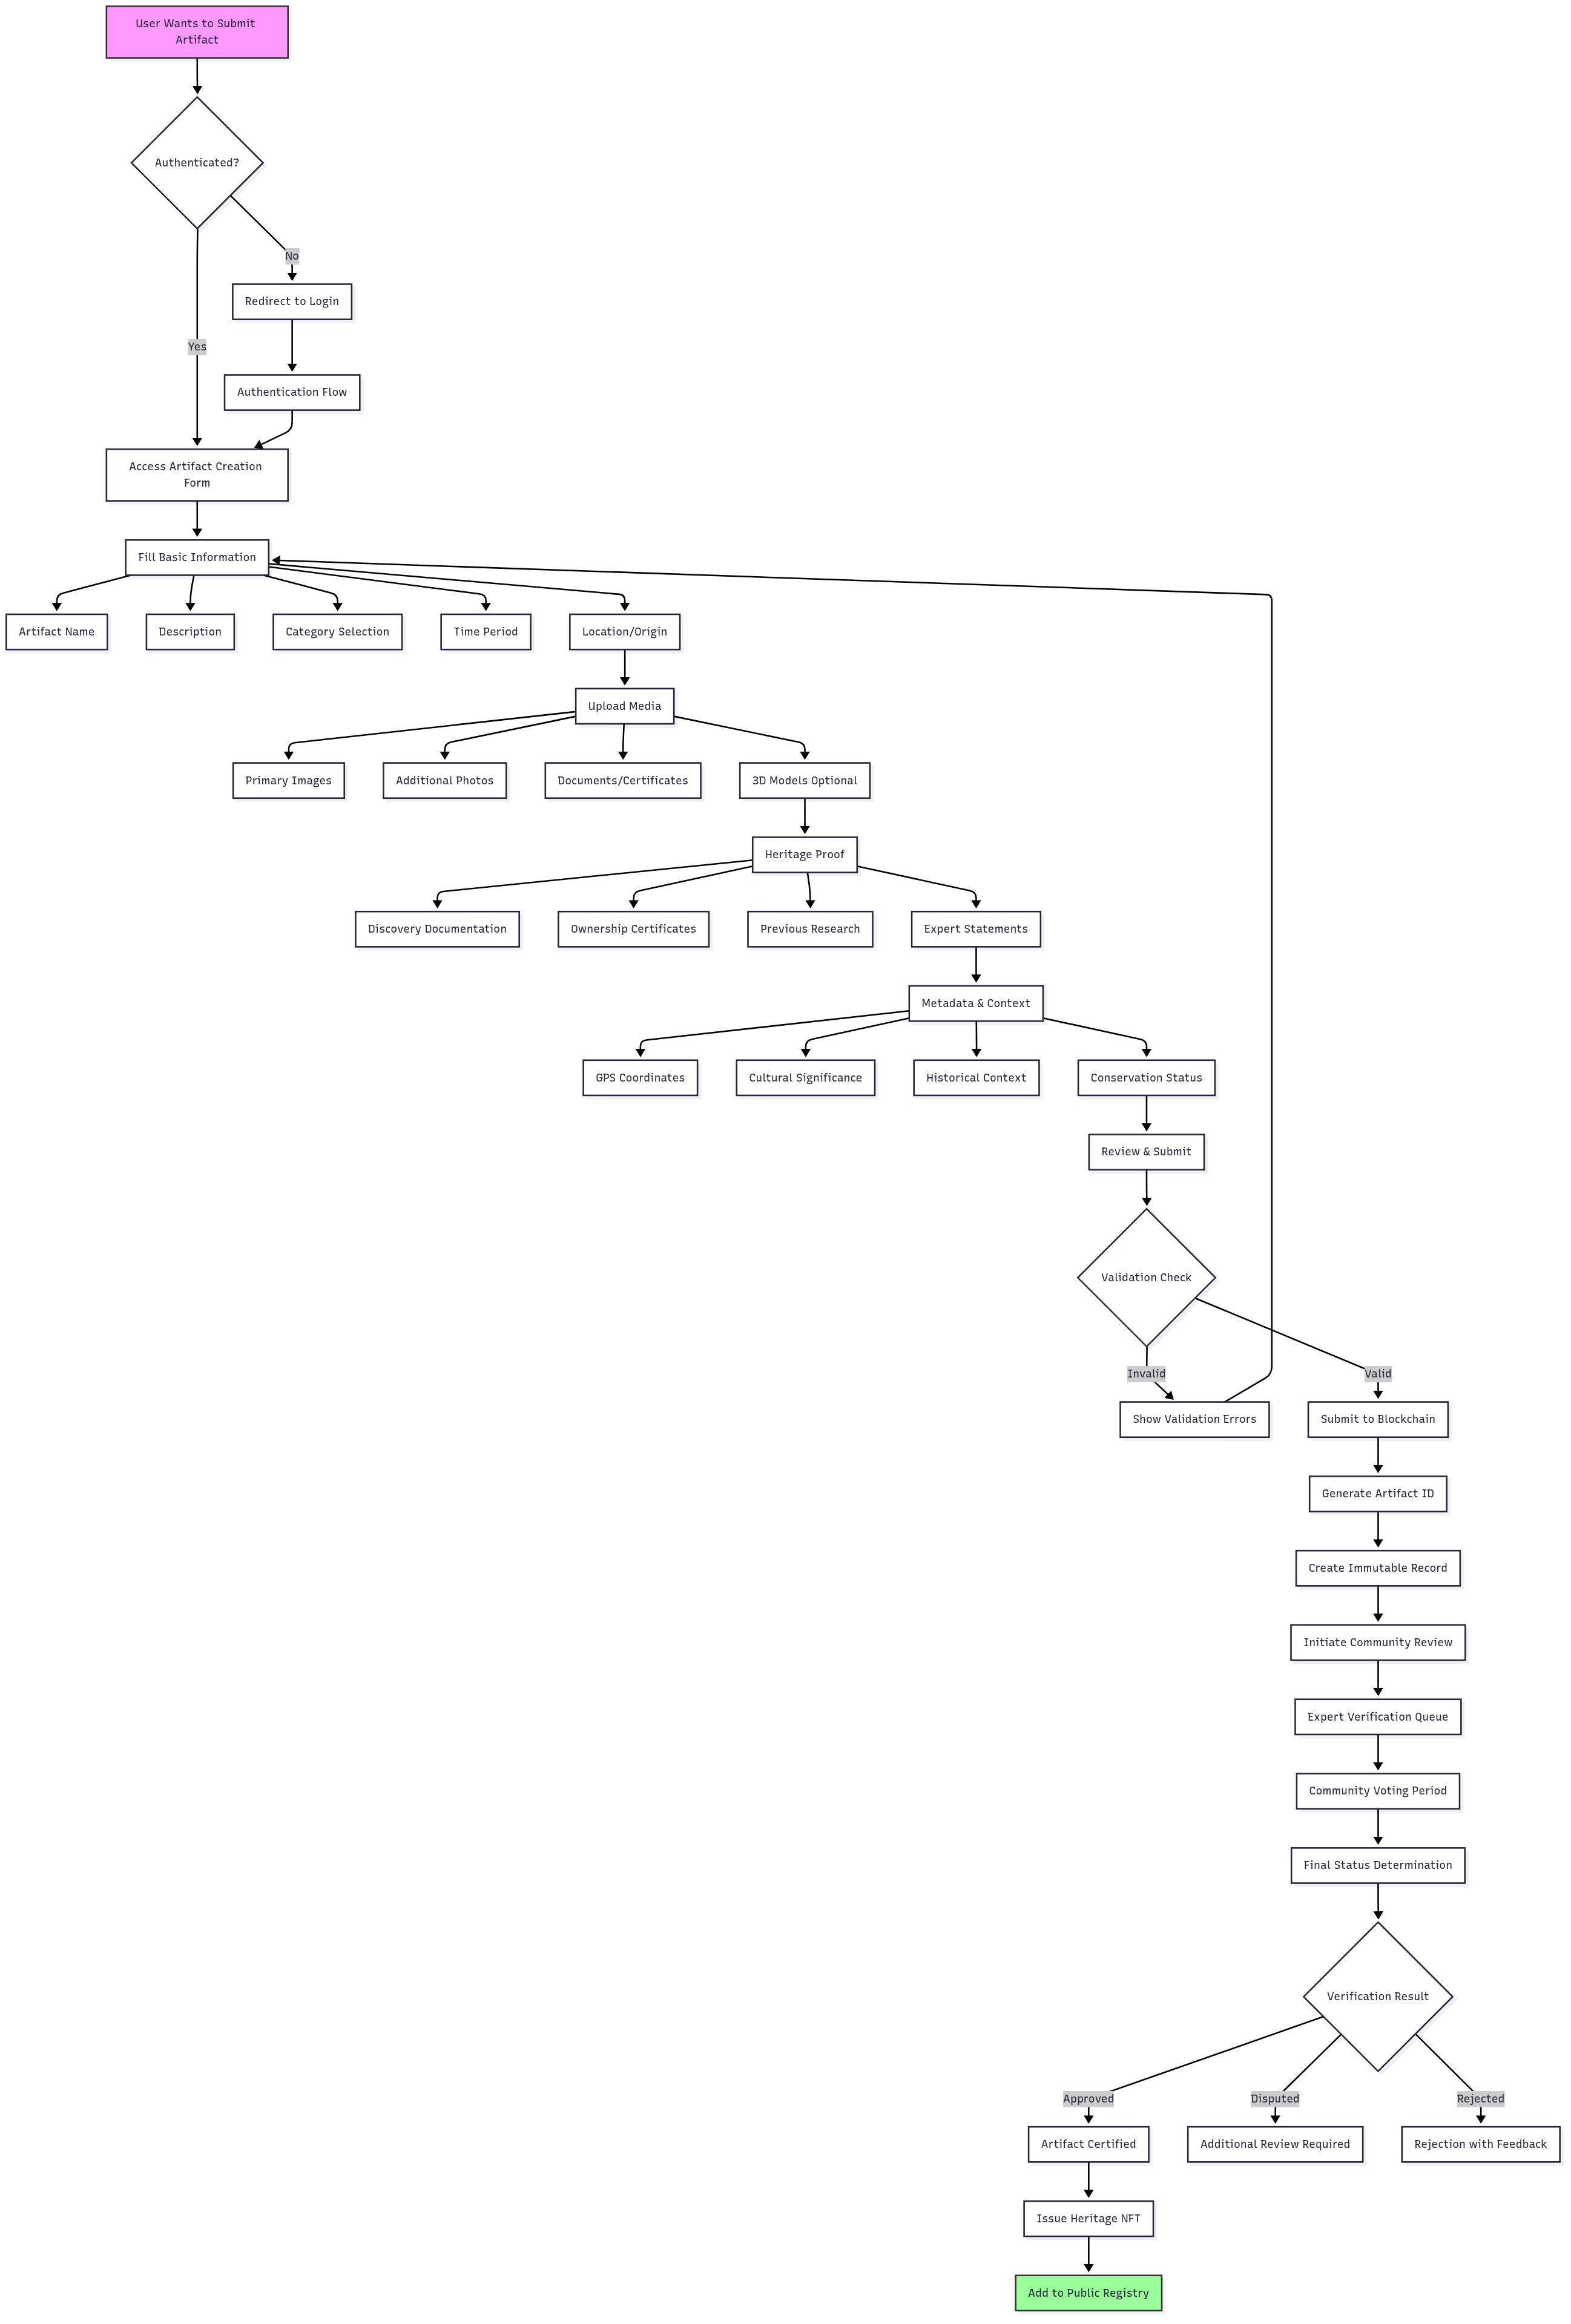 User Wants to Submit
Artifact
Authenticated?
No
Redirect to Login
Yes
Authentication Flow
Access Artifact Creation
Form
Fill Basic Information
Artifact Name
Description
Category Selection
Time Period
Location/Origin
Upload Media
Primary Images
Additional Photos
Documents/Certificates
3D Models Optional
Heritage Proof
Discovery Documentation
Ownership Certificates
Previous Research
Expert Statements
Metadata & Context
GPS Coordinates
Cultural Significance
Historical Context
Conservation Status
Review & Submit
Validation Check
Invalid
Valid
Show Validation Errors
Submit to Blockchain
Generate Artifact ID
Create Immutable Record
Initiate Community Review
Expert Verification Queue
Community Voting Period
Final Status Determination
Verification Result
Approved
Disputed
Rejected
Artifact Certified
Additional Review Required
Rejection with Feedback
Issue Heritage NFT
Add to Public Registry